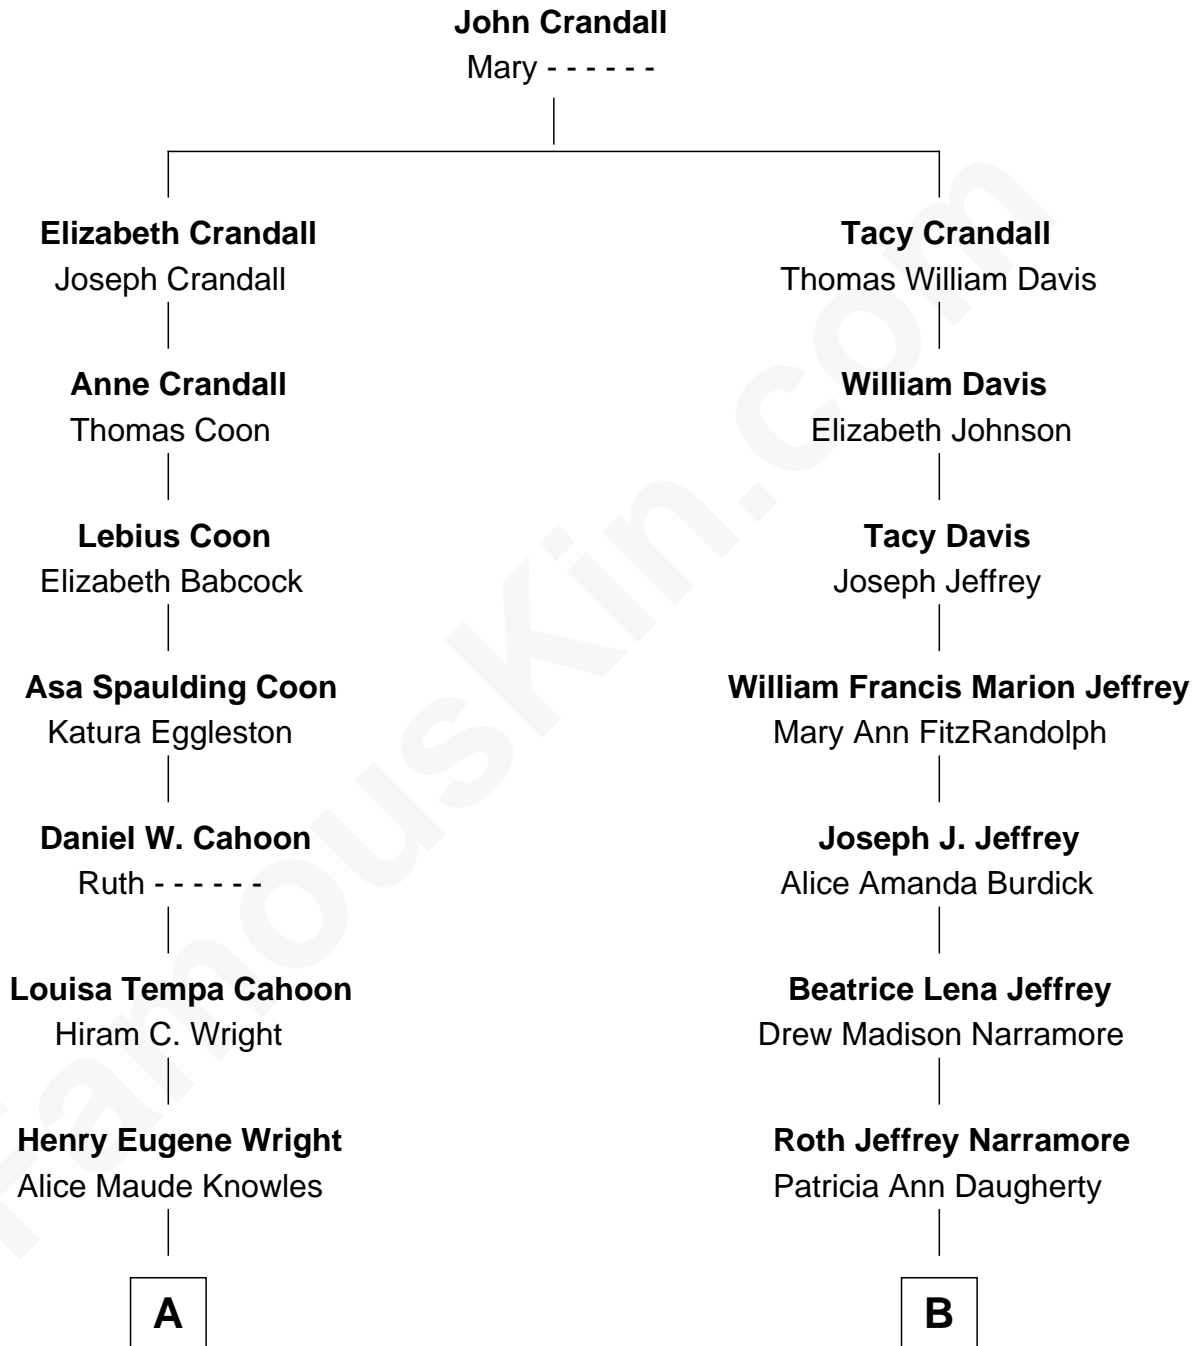 John Crandall
Mary - - - - - -
Elizabeth Crandall
Joseph Crandall
Tacy Crandall
Thomas William Davis
Anne Crandall
Thomas Coon
William Davis
Elizabeth Johnson
Lebius Coon
Elizabeth Babcock
Tacy Davis
Joseph Jeffrey
Asa Spaulding Coon
Katura Eggleston
William Francis Marion Jeffrey
Mary Ann FitzRandolph
Daniel W. Cahoon
Ruth - - - - - -
Joseph J. Jeffrey
Alice Amanda Burdick
Louisa Tempa Cahoon
Hiram C. Wright
Beatrice Lena Jeffrey
Drew Madison Narramore
Henry Eugene Wright
Alice Maude Knowles
Roth Jeffrey Narramore
Patricia Ann Daugherty
A
B
FamousKin.com